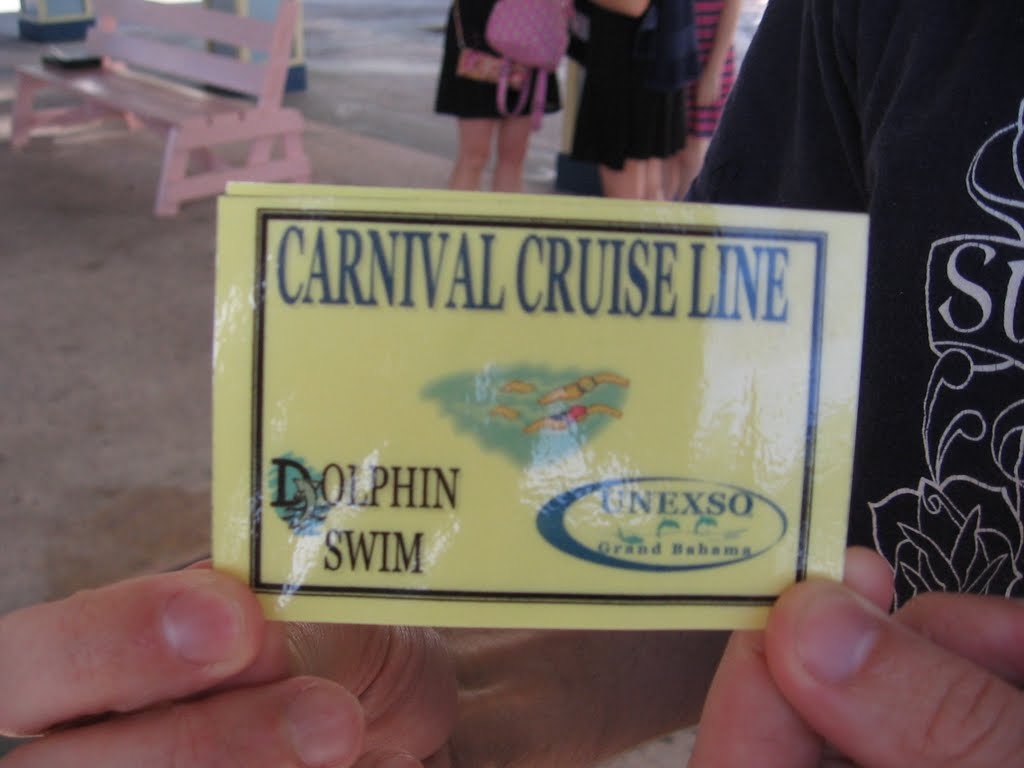 CARNIVAL CRUISE LINE
DOLPHIN
SWIM
UNEXSO
Grand Bahama